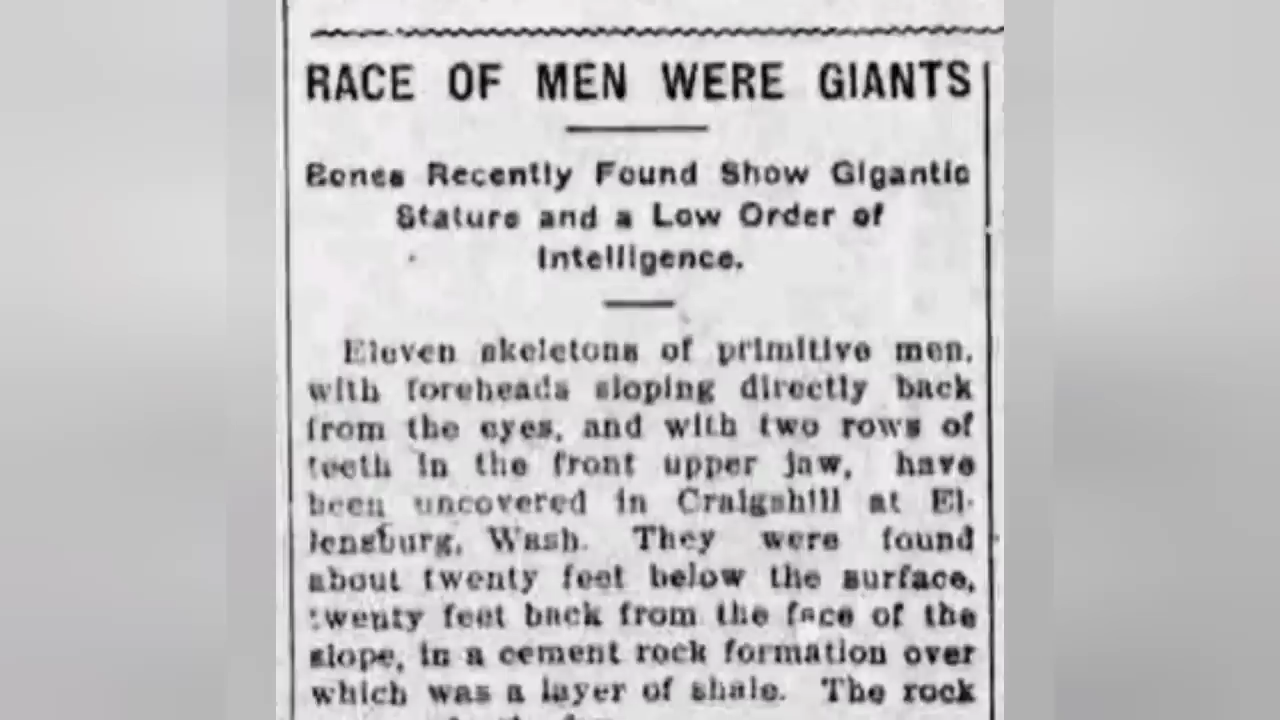 RACE OF MEN WERE GIANTS
Bones Recently Found Show Gigantic
Stature and a Low Order of
Intelligence.
Eleven skeletons of primitive men,
with foreheads sloping directly back
from the eyes, and with two rows of
teeth in the front upper jaw, have
been uncovered in Craigshill at El-
lensburg, Wash. They were found
about twenty feet below the surface,
twenty feet back from the face of the
slope, in a cement rock formation over
which was a layer of shale. The rock